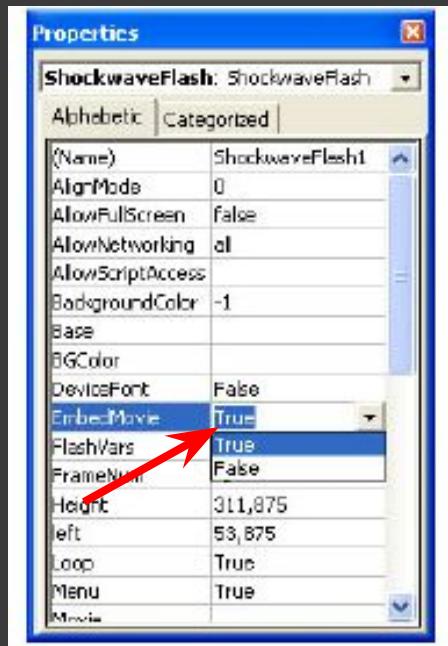 Properties
ShockwaveFlash: ShockwaveFlash
Alphabetic Categorized
(Name) ShockwaveFlash1
AlignMode 0
AllowFullScreen false
AllowNetworking all
AllowScriptAccess
BackgroundColor -1
Base
BGColor
DeviceFont False
EmbedMovie True
FlashVars True
FrameNum False
Height 311,875
left 53,875
Loop True
Menu True
Movie